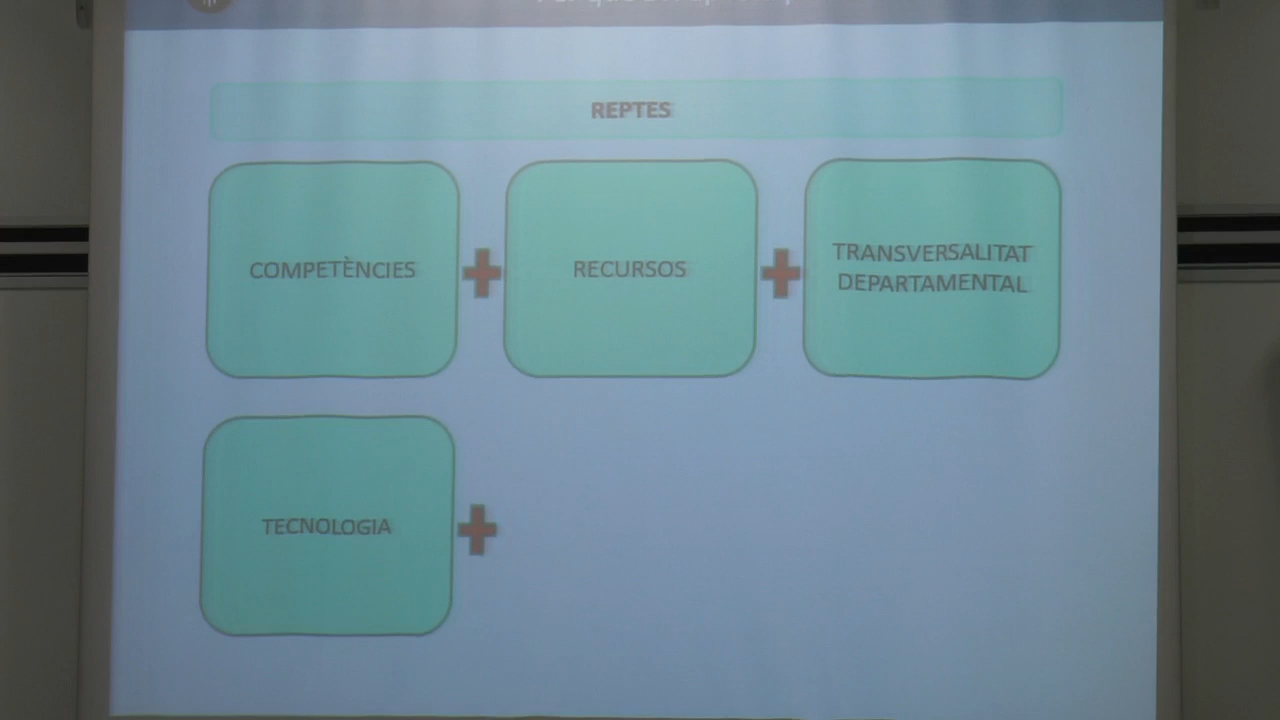 REPTES
COMPETÈNCIES
RECURSOS
TRANSVERSALITAT
DEPARTAMENTAL
TECNOLOGIA